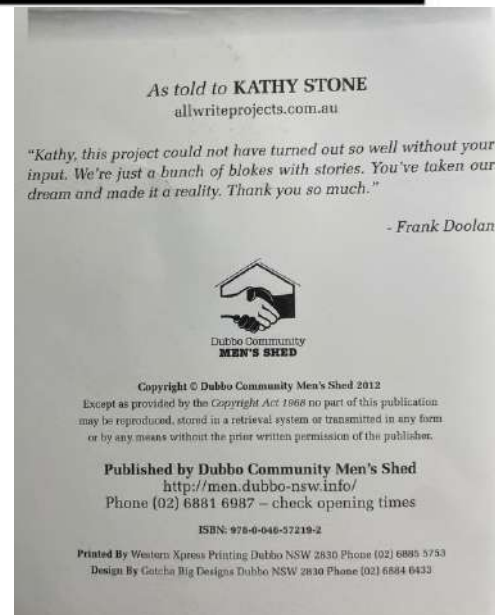 As told to KATHY STONE
allwriteprojects.com.au
"Kathy, this project could not have turned out so well without your
input. We're just a bunch of blokes with stories. You've taken our
dream and made it a reality. Thank you so much."
- Frank Doolan
Dubbo Community
MEN'S SHED
Copyright © Dubbo Community Men's Shed 2012
Except as provided by the Copyright Act 1968 no part of this publication
may be reproduced, stored in a retrieval system or transmitted in any form
or by any means without the prior written permission of the publisher.
Published by Dubbo Community Men's Shed
http://men.dubbo-nsw.info/
Phone (02) 6881 6987 – check opening times
ISBN: 978-0-646-57219-2
Printed By Western Xpress Printing Dubbo NSW 2830 Phone (02) 6885 5753
Design By Gotcha Big Designs Dubbo NSW 2830 Phone (02) 6884 6433